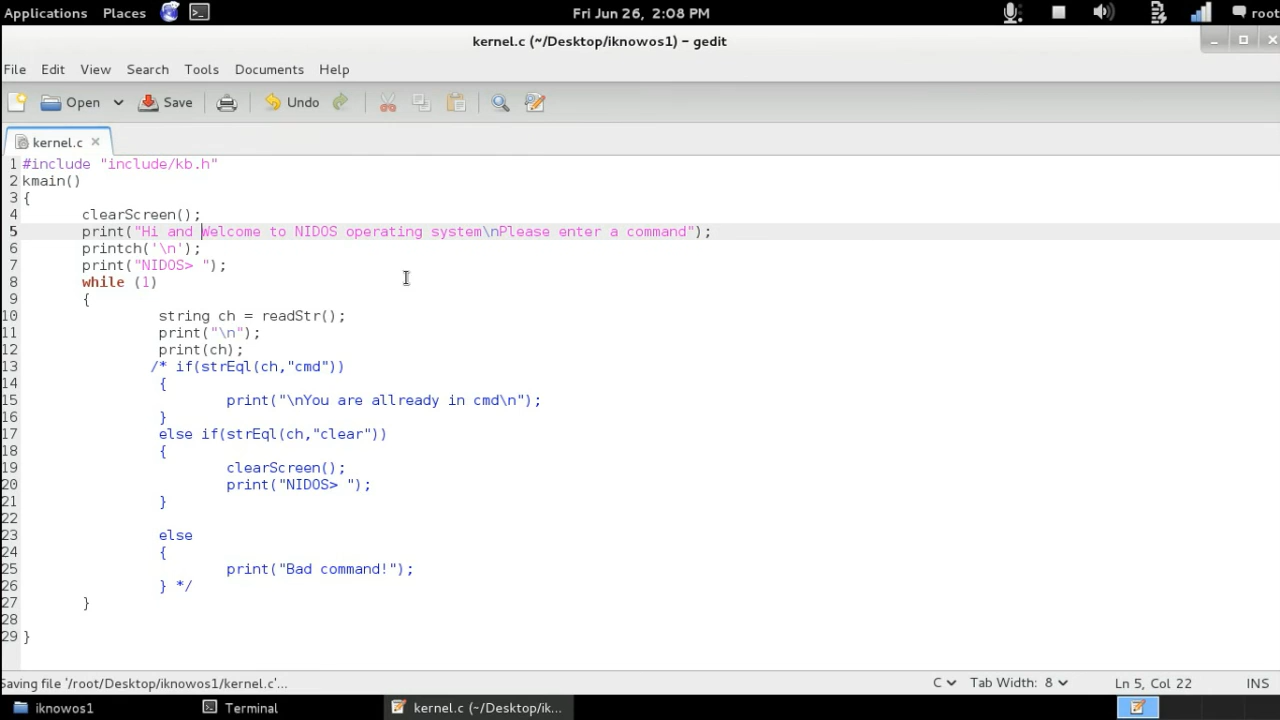 Applications Places Fri Jun 26, 2:08 PM root
kernel.c (~/Desktop/iknowos1) - gedit
File Edit View Search Tools Documents Help
Open Save Undo
kernel.c
1 #include "include/kb.h"
2 kmain()
3 {
4 clearScreen();
5 print("Hi and Welcome to NIDOS operating system\nPlease enter a command");
6 printch('\n');
7 print("NIDOS> ");
8 while (1)
9 {
10 string ch = readStr();
11 print("\n");
12 print(ch);
13 /* if(strEql(ch,"cmd"))
14 {
15 print("\nYou are allready in cmd\n");
16 }
17 else if(strEql(ch,"clear"))
18 {
19 clearScreen();
20 print("NIDOS> ");
21 }
22
23 else
24 {
25 print("Bad command!");
26 } */
27 }
28
29 }
Saving file '/root/Desktop/iknowos1/kernel.c'... C Tab Width: 8 Ln 5, Col 22 INS
iknowos1 Terminal kernel.c (~/Desktop/ik...